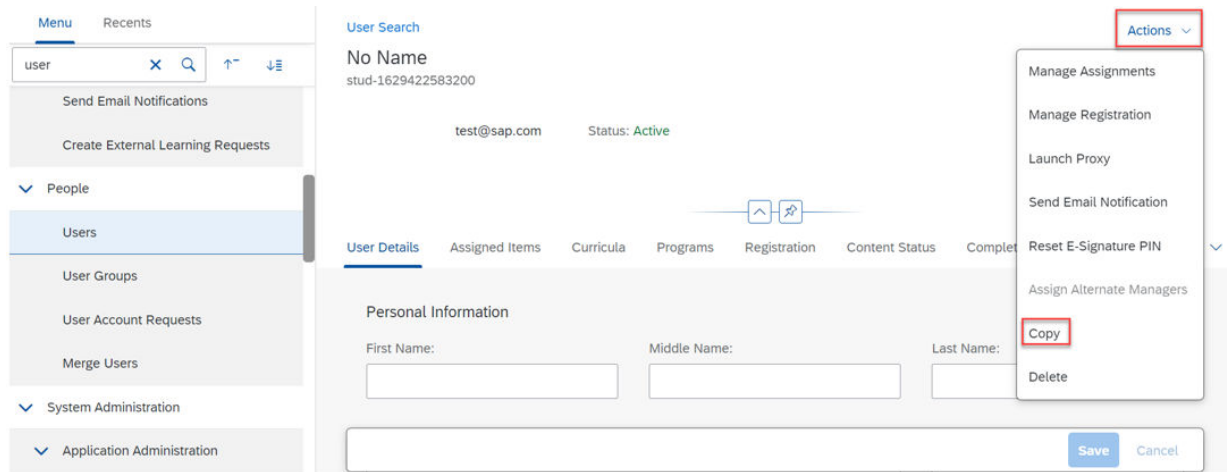 Menu Recents
user
Send Email Notifications
Create External Learning Requests
People
Users
User Groups
User Account Requests
Merge Users
System Administration
Application Administration
User Search
No Name
stud-1629422583200
test@sap.com Status: Active
User Details Assigned Items Curricula Programs Registration Content Status Complet
Personal Information
First Name: Middle Name: Last Name:
Save Cancel
Actions
Manage Assignments
Manage Registration
Launch Proxy
Send Email Notification
Reset E-Signature PIN
Assign Alternate Managers
Copy
Delete